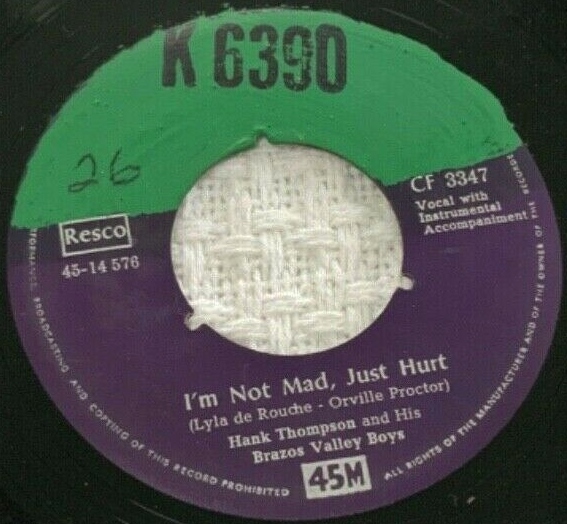 K 6390
26
CF 3347
Vocal with
Instrumental
Accompaniment
Resco
45-14 576
I'm Not Mad, Just Hurt
(Lyla de Rouche - Orville Proctor)
Hank Thompson and His
Brazos Valley Boys
45M
ALL RIGHTS OF THE MANUFACTURER AND OF THE OWNER OF THE RECORDED
FORMANCE, BROADCASTING AND COPYING OF THIS RECORD PROHIBITED